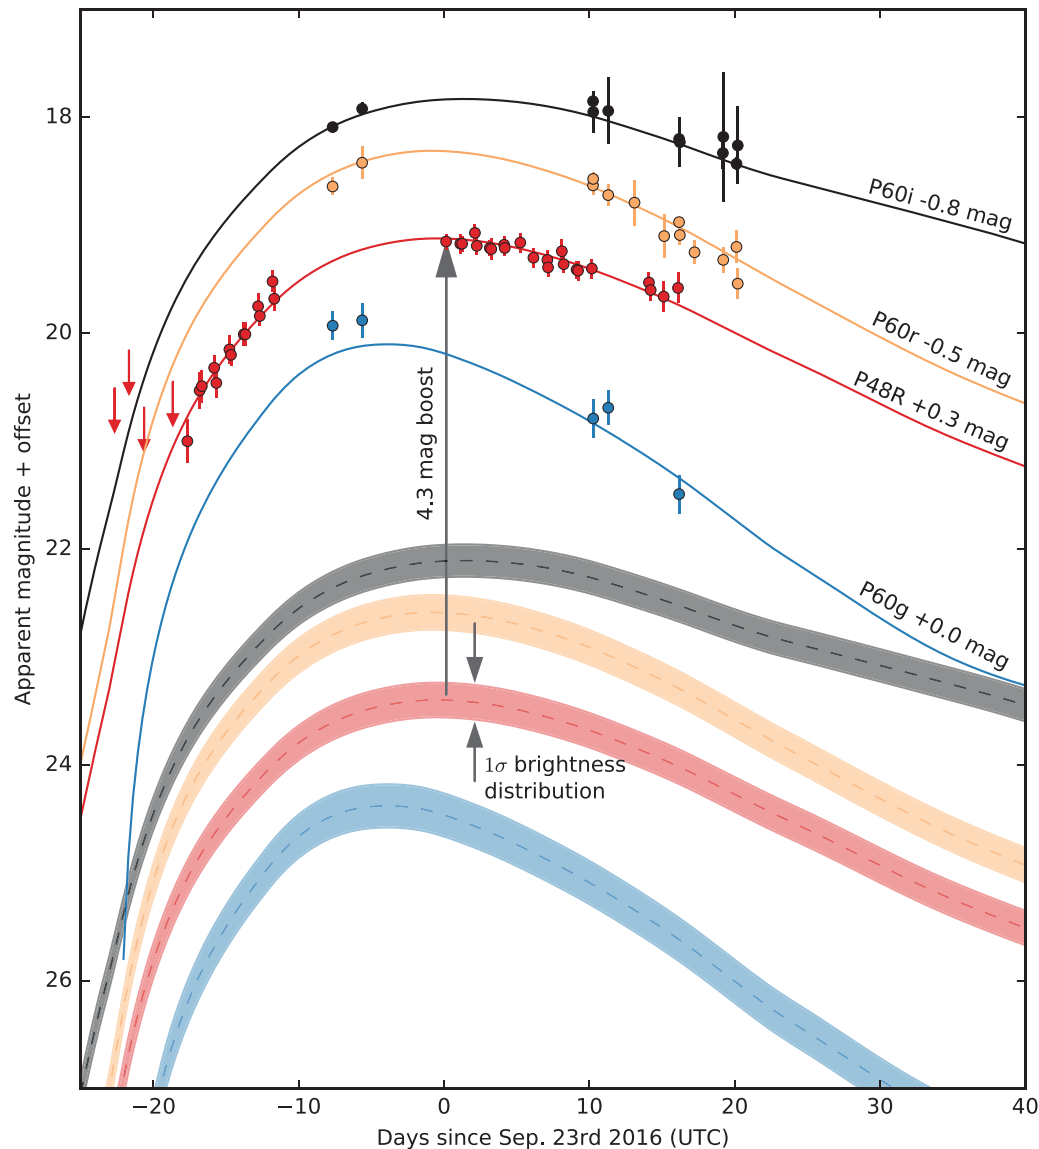 18
20
22
24
26
Apparent magnitude + offset
P60i -0.8 mag
P60r -0.5 mag
P48R +0.3 mag
P60g +0.0 mag
4.3 mag boost
1σ brightness
distribution
−20
−10
0
10
20
30
40
Days since Sep. 23rd 2016 (UTC)